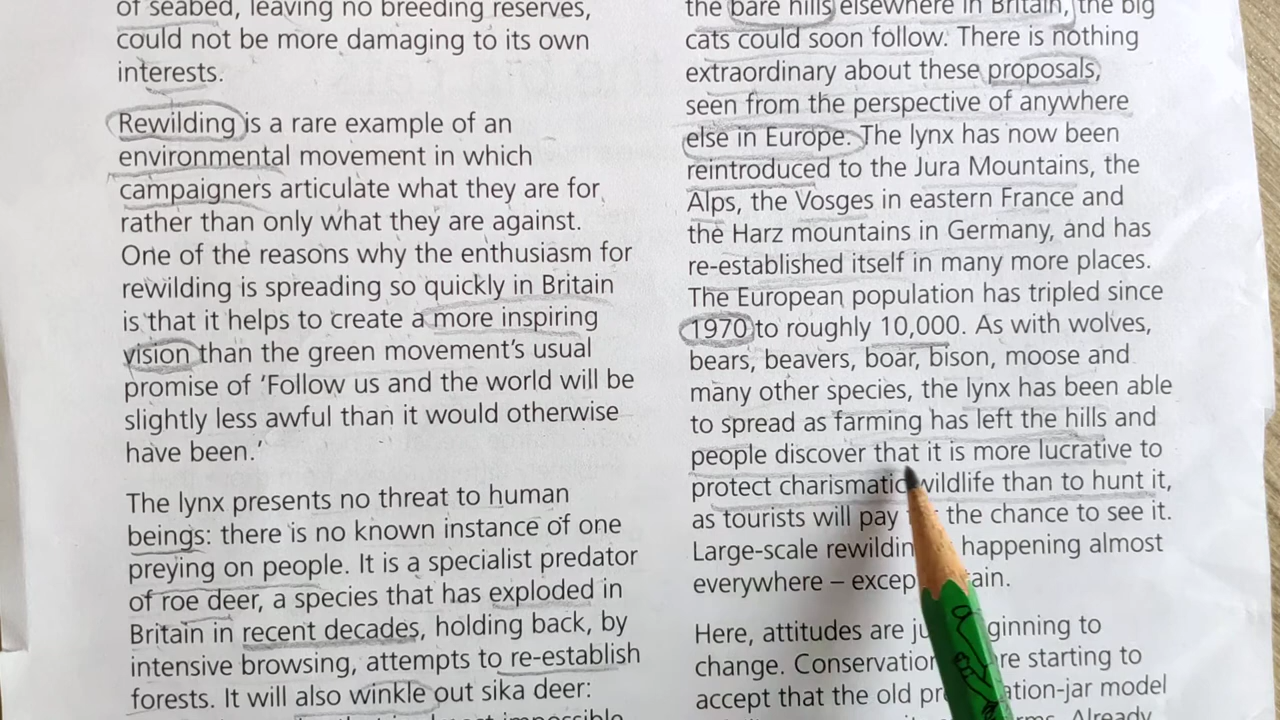 of seabed, leaving no breeding reserves,
could not be more damaging to its own
interests.
Rewilding is a rare example of an
environmental movement in which
campaigners articulate what they are for
rather than only what they are against.
One of the reasons why the enthusiasm for
rewilding is spreading so quickly in Britain
is that it helps to create a more inspiring
vision than the green movement's usual
promise of 'Follow us and the world will be
slightly less awful than it would otherwise
have been.'
The lynx presents no threat to human
beings: there is no known instance of one
preying on people. It is a specialist predator
of roe deer, a species that has exploded in
Britain in recent decades, holding back, by
intensive browsing, attempts to re-establish
forests. It will also winkle out sika deer:
impossible
the bare hills elsewhere in Britain, the big
cats could soon follow. There is nothing
extraordinary about these proposals,
seen from the perspective of anywhere
else in Europe. The lynx has now been
reintroduced to the Jura Mountains, the
Alps, the Vosges in eastern France and
the Harz mountains in Germany, and has
re-established itself in many more places.
The European population has tripled since
1970 to roughly 10,000. As with wolves,
bears, beavers, boar, bison, moose and
many other species, the lynx has been able
to spread as farming has left the hills and
people discover that it is more lucrative to
protect charismatic wildlife than to hunt it,
as tourists will pay the chance to see it.
Large-scale happening almost
everywhere –
Here, attitudes are to
change. starting to
accept that the old model
Already